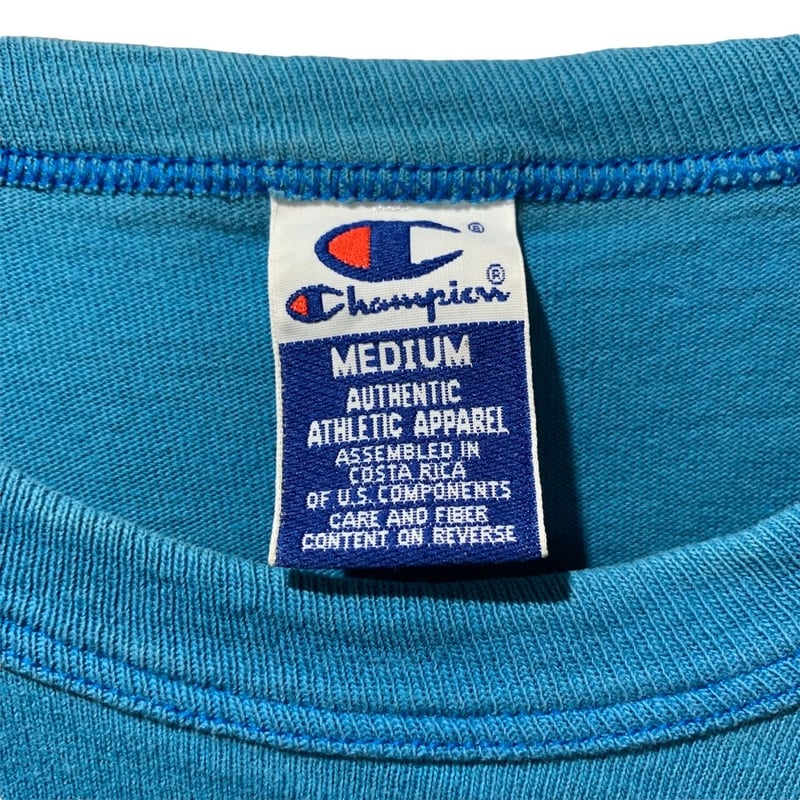 ®
Champion®
MEDIUM
AUTHENTIC
ATHLETIC APPAREL
ASSEMBLED IN
COSTA RICA
OF U.S. COMPONENTS
CARE AND FIBER
CONTENT ON REVERSE